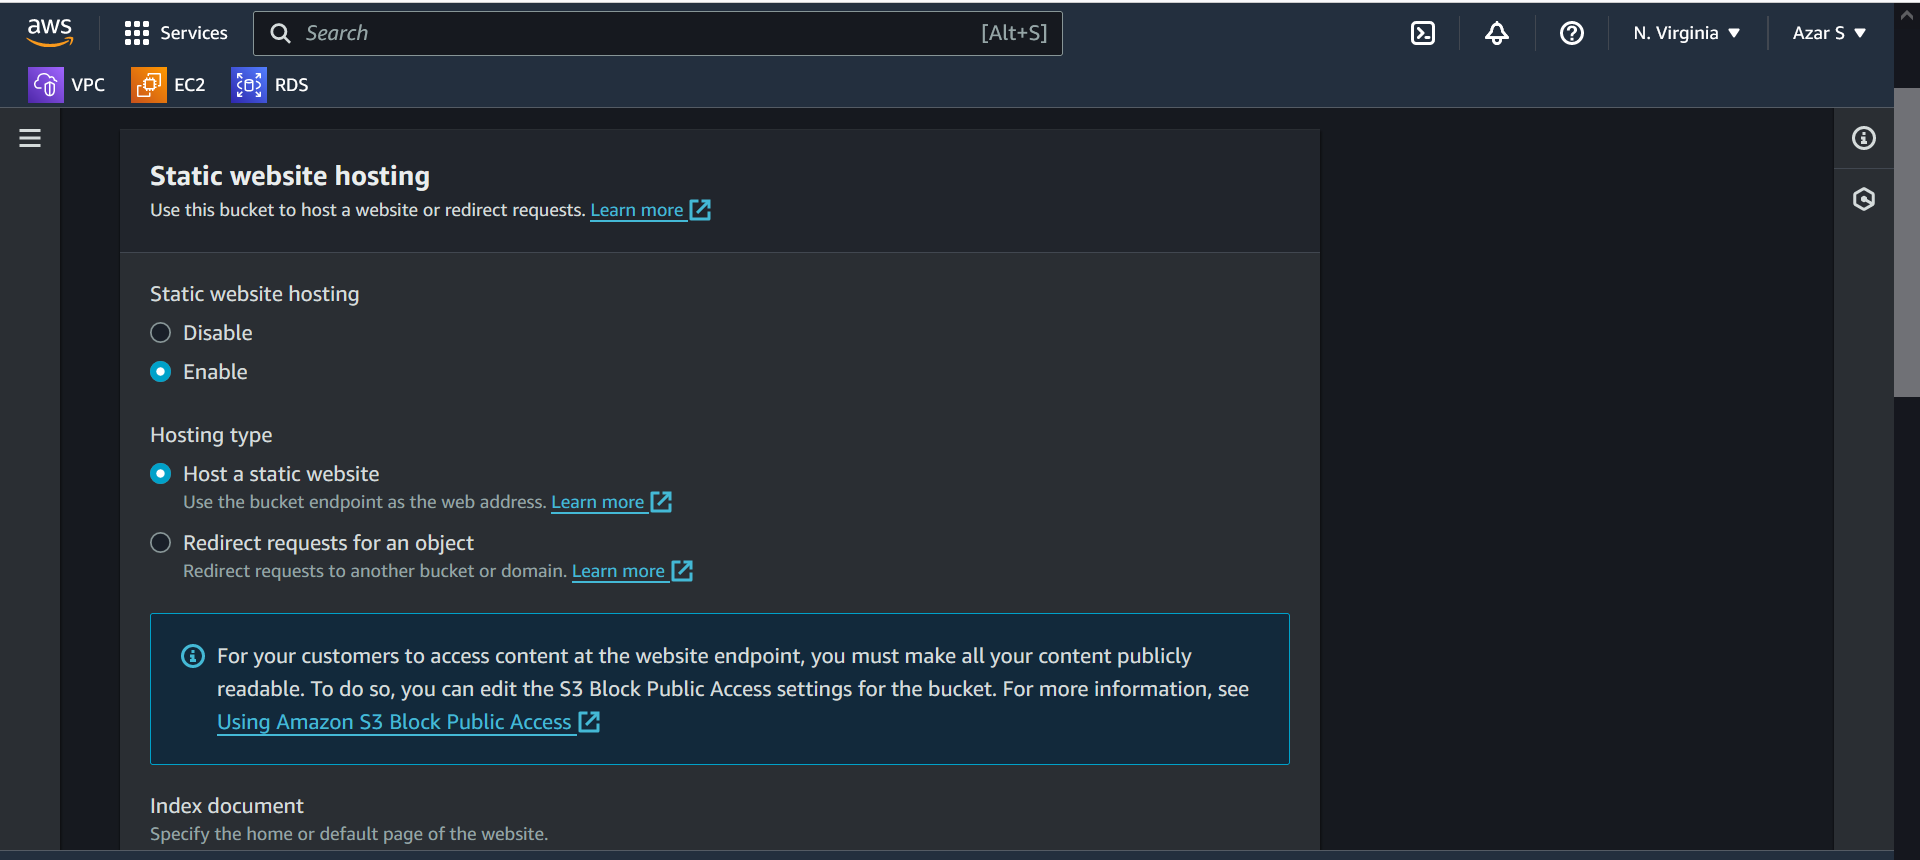 aws Services Search [Alt+S] N. Virginia Azar S
VPC EC2 RDS
Static website hosting
Use this bucket to host a website or redirect requests. Learn more
Static website hosting
Disable
Enable
Hosting type
Host a static website
Use the bucket endpoint as the web address. Learn more
Redirect requests for an object
Redirect requests to another bucket or domain. Learn more
For your customers to access content at the website endpoint, you must make all your content publicly
readable. To do so, you can edit the S3 Block Public Access settings for the bucket. For more information, see
Using Amazon S3 Block Public Access
Index document
Specify the home or default page of the website.